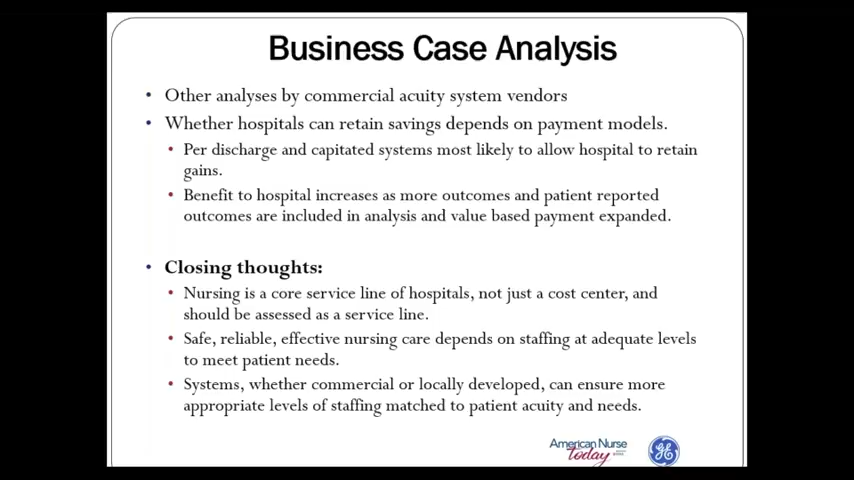 Business Case Analysis
• Other analyses by commercial acuity system vendors
• Whether hospitals can retain savings depends on payment models.
• Per discharge and capitated systems most likely to allow hospital to retain
gains.
• Benefit to hospital increases as more outcomes and patient reported
outcomes are included in analysis and value based payment expanded.
• Closing thoughts:
• Nursing is a core service line of hospitals, not just a cost center, and
should be assessed as a service line.
• Safe, reliable, effective nursing care depends on staffing at adequate levels
to meet patient needs.
• Systems, whether commercial or locally developed, can ensure more
appropriate levels of staffing matched to patient acuity and needs.
American Nurse
Today
GE